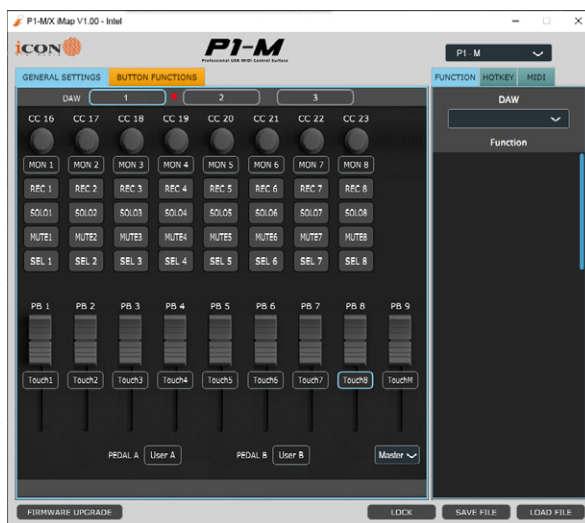 P1-M/X iMap V1.00 - Intel
icon
P1-M
Professional USB MIDI Control Surface
P1 - M
GENERAL SETTINGS BUTTON FUNCTIONS
FUNCTION HOTKEY MIDI
DAW 1 2 3
DAW
CC 16 CC 17 CC 18 CC 19 CC 20 CC 21 CC 22 CC 23
Function
MON 1 MON 2 MON 3 MON 4 MON 5 MON 6 MON 7 MON 8
REC 1 REC 2 REC 3 REC 4 REC 5 REC 6 REC 7 REC 8
SOLO1 SOLO2 SOLO3 SOLO4 SOLO5 SOLO6 SOLO7 SOLO8
MUTE1 MUTE2 MUTE3 MUTE4 MUTE5 MUTE6 MUTE7 MUTE8
SEL 1 SEL 2 SEL 3 SEL 4 SEL 5 SEL 6 SEL 7 SEL 8
PB 1 PB 2 PB 3 PB 4 PB 5 PB 6 PB 7 PB 8 PB 9
Touch1 Touch2 Touch3 Touch4 Touch5 Touch6 Touch7 Touch8 TouchM
PEDAL A User A PEDAL B User B Master
FIRMWARE UPGRADE LOCK SAVE FILE LOAD FILE